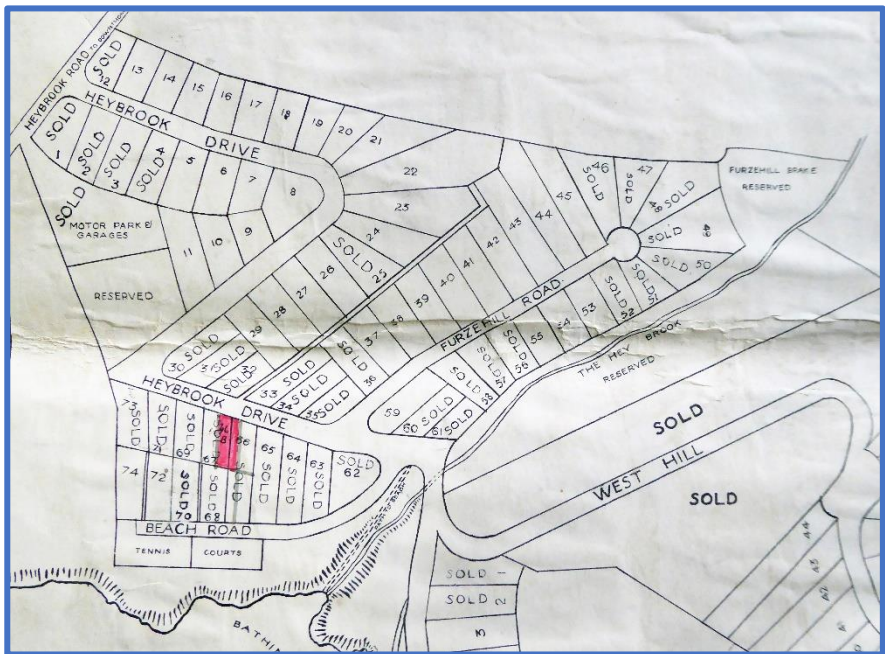 HEYBROOK ROAD
SOLD
12
13
14
15
16
17
18
19
20
21
HEYBROOK DRIVE
SOLD
1
SOLD
2
SOLD
3
SOLD 4
5
6
7
8
22
23
24
SOLD
25
26
27
28
29
SOLD
30
SOLD
31
SOLD
32
SOLD
MOTOR PARK &
GARAGES
11
10
9
RESERVED
SOLD
46
SOLD
47
SOLD
48
SOLD
49
SOLD
50
SOLD
51
SOLD
52
SOLD
53
54
55
45
44
43
42
41
40
39
38
37
SOLD
36
FURZEHILL BRAKE
RESERVED
FURZEHILL ROAD
SOLD
56
SOLD
57
SOLD
58
THE HEY BROOK
RESERVED
33
SOLD
34
SOLD
35 SOLD
59
60 SOLD
61 SOLD
HEYBROOK DRIVE
73
SOLD
SOLD
71
SOLD
69
SOLD
67
66
SOLD
65
SOLD
64
SOLD
63
SOLD
SOLD
62
74
72
SOLD
70
SOLD
68
BEACH ROAD
TENNIS COURTS
SOLD
WEST HILL
SOLD
SOLD 1
SOLD 2
3
44
43
42
41